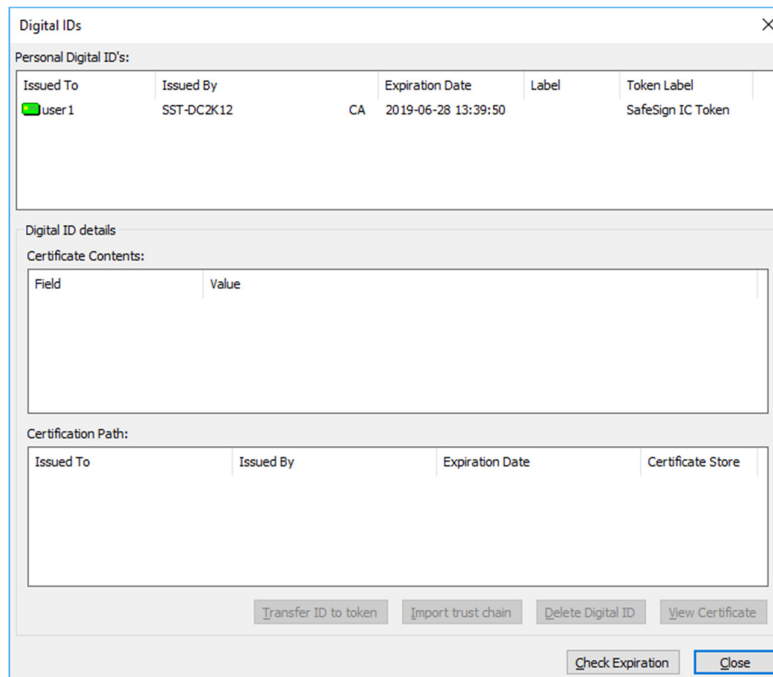 Digital IDs
Personal Digital ID's:
Issued To Issued By Expiration Date Label Token Label
user1 SST-DC2K12 CA 2019-06-28 13:39:50 SafeSign IC Token
Digital ID details
Certificate Contents:
Field Value
Certification Path:
Issued To Issued By Expiration Date Certificate Store
Transfer ID to token Import trust chain Delete Digital ID View Certificate
Check Expiration Close